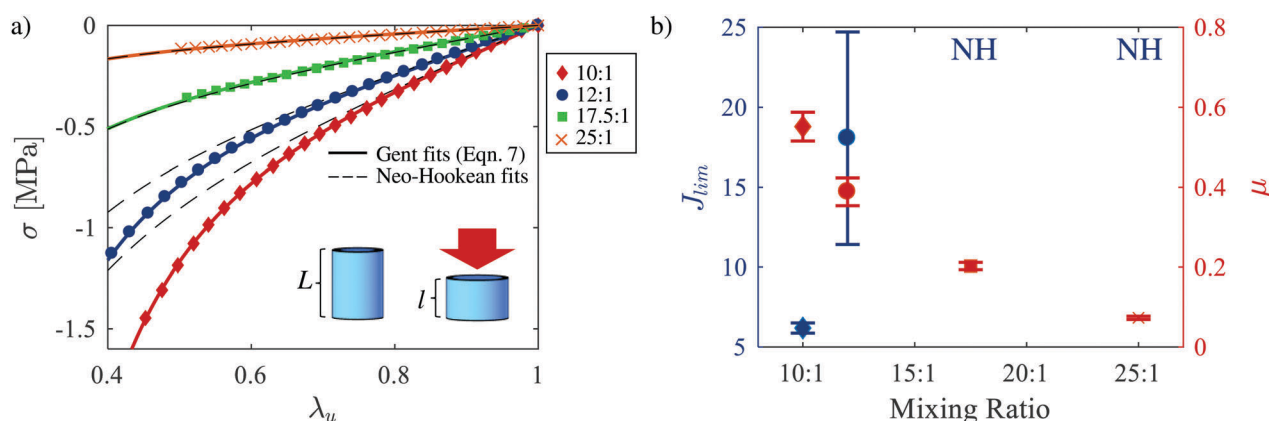 a)
σ [MPa]
0
-0.5
-1
-1.5
0.4
0.6
0.8
1
λ_u
Gent fits (Eqn. 7)
Neo-Hookean fits
L
l
10:1
12:1
17.5:1
25:1
b)
J_lim
25
20
15
10
5
NH
NH
0.8
0.6
0.4
0.2
0
μ
10:1
15:1
20:1
25:1
Mixing Ratio